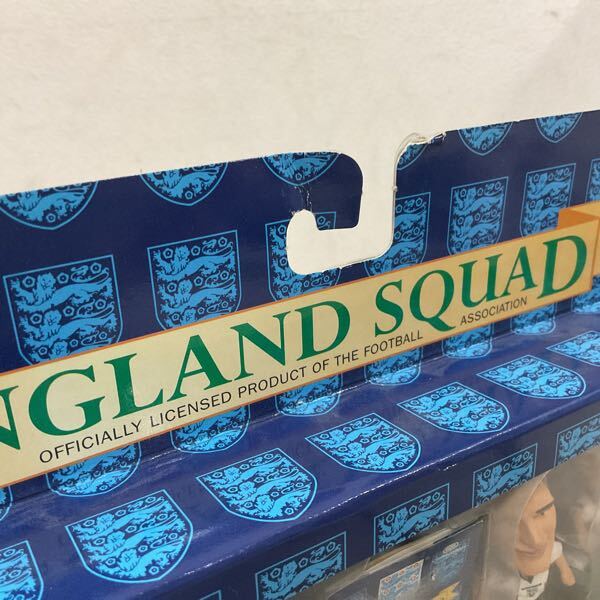 NGLAND SQUAD
OFFICIALLY LICENSED PRODUCT OF THE FOOTBALL ASSOCIATION